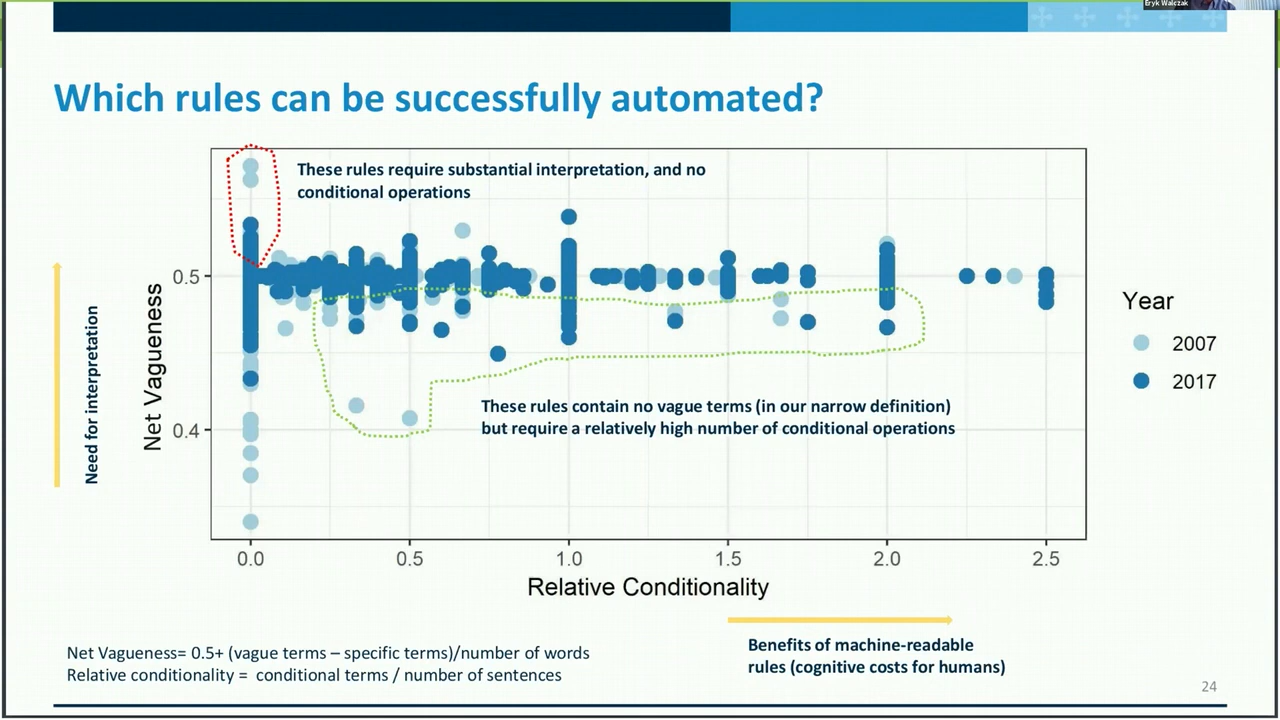 Eryk Walczak
Which rules can be successfully automated?
These rules require substantial interpretation, and no
conditional operations
Need for interpretation
Net Vagueness
0.5
0.4
These rules contain no vague terms (in our narrow definition)
but require a relatively high number of conditional operations
Year
2007
2017
0.0 0.5 1.0 1.5 2.0 2.5
Relative Conditionality
Benefits of machine-readable
rules (cognitive costs for humans)
Net Vagueness= 0.5+ (vague terms – specific terms)/number of words
Relative conditionality = conditional terms / number of sentences
24